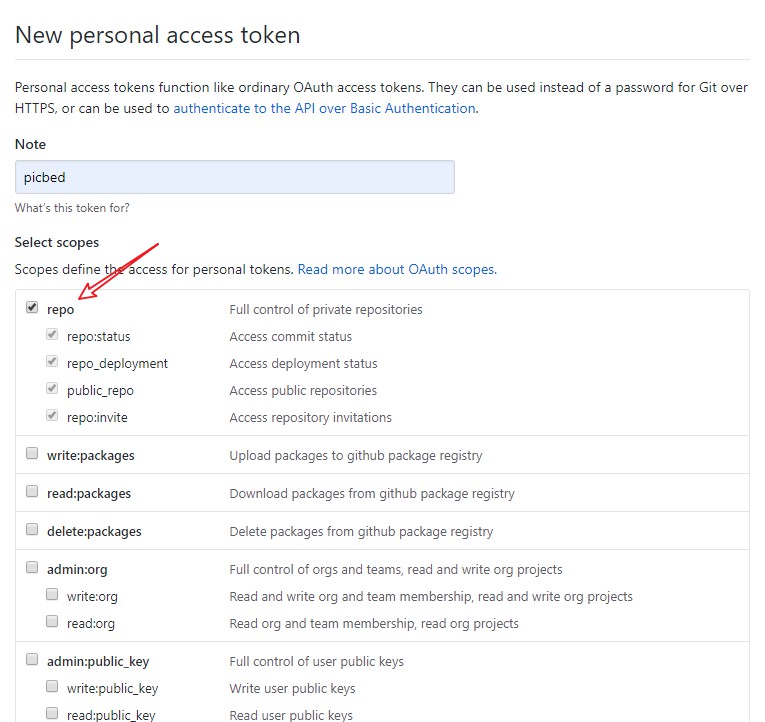 New personal access token
Personal access tokens function like ordinary OAuth access tokens. They can be used instead of a password for Git over
HTTPS, or can be used to authenticate to the API over Basic Authentication.
Note
picbed
What's this token for?
Select scopes
Scopes define the access for personal tokens. Read more about OAuth scopes.
repo Full control of private repositories
repo:status Access commit status
repo_deployment Access deployment status
public_repo Access public repositories
repo:invite Access repository invitations
write:packages Upload packages to github package registry
read:packages Download packages from github package registry
delete:packages Delete packages from github package registry
admin:org Full control of orgs and teams, read and write org projects
write:org Read and write org and team membership, read and write org projects
read:org Read org and team membership, read org projects
admin:public_key Full control of user public keys
write:public_key Write user public keys
read:public_key Read user public keys